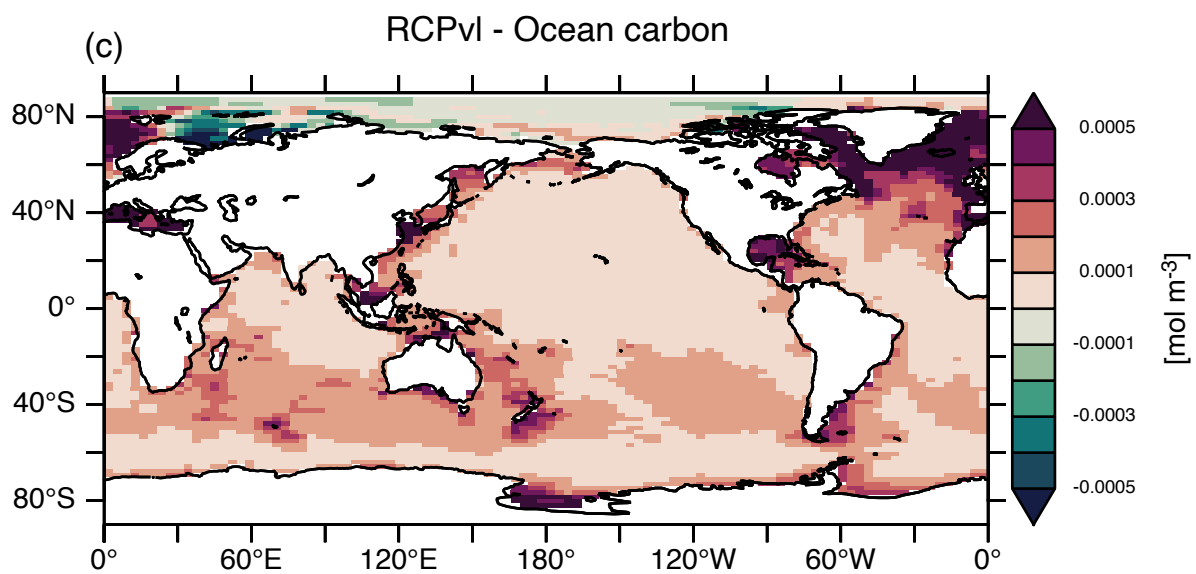 RCPvl - Ocean carbon
(c)
80°N
40°N
0°
40°S
80°S
0°
60°E
120°E
180°
120°W
60°W
0°
0.0005
0.0003
0.0001
-0.0001
-0.0003
-0.0005
[mol m⁻³]